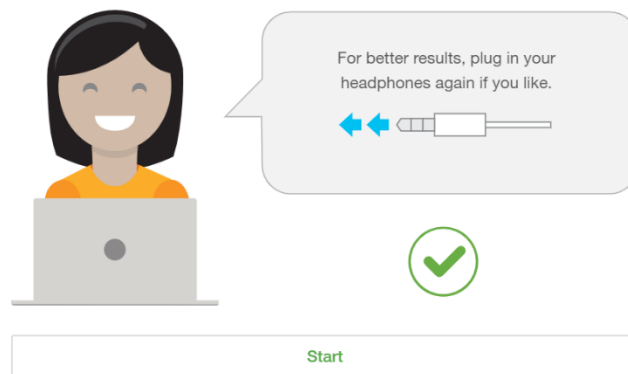 For better results, plug in your
headphones again if you like.
Start